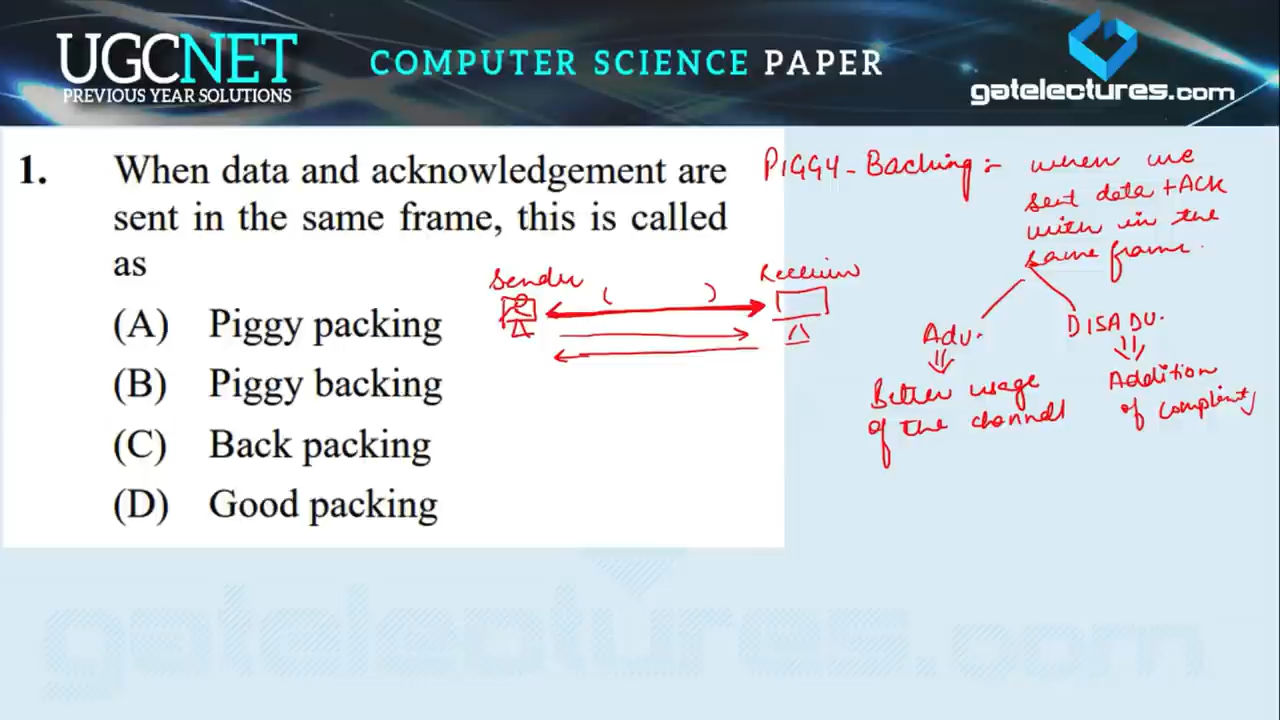 UGCNET
PREVIOUS YEAR SOLUTIONS
COMPUTER SCIENCE PAPER
gatelectures.com
1. When data and acknowledgement are
sent in the same frame, this is called
as
(A) Piggy packing
(B) Piggy backing
(C) Back packing
(D) Good packing
PIGGY-Backing:- when we
sent data + ACK
with in the
same frame.
Sender
Receiver
Adv.
Better usage
of the channel
DISADV.
Addition
of complexity
gatelectures.com